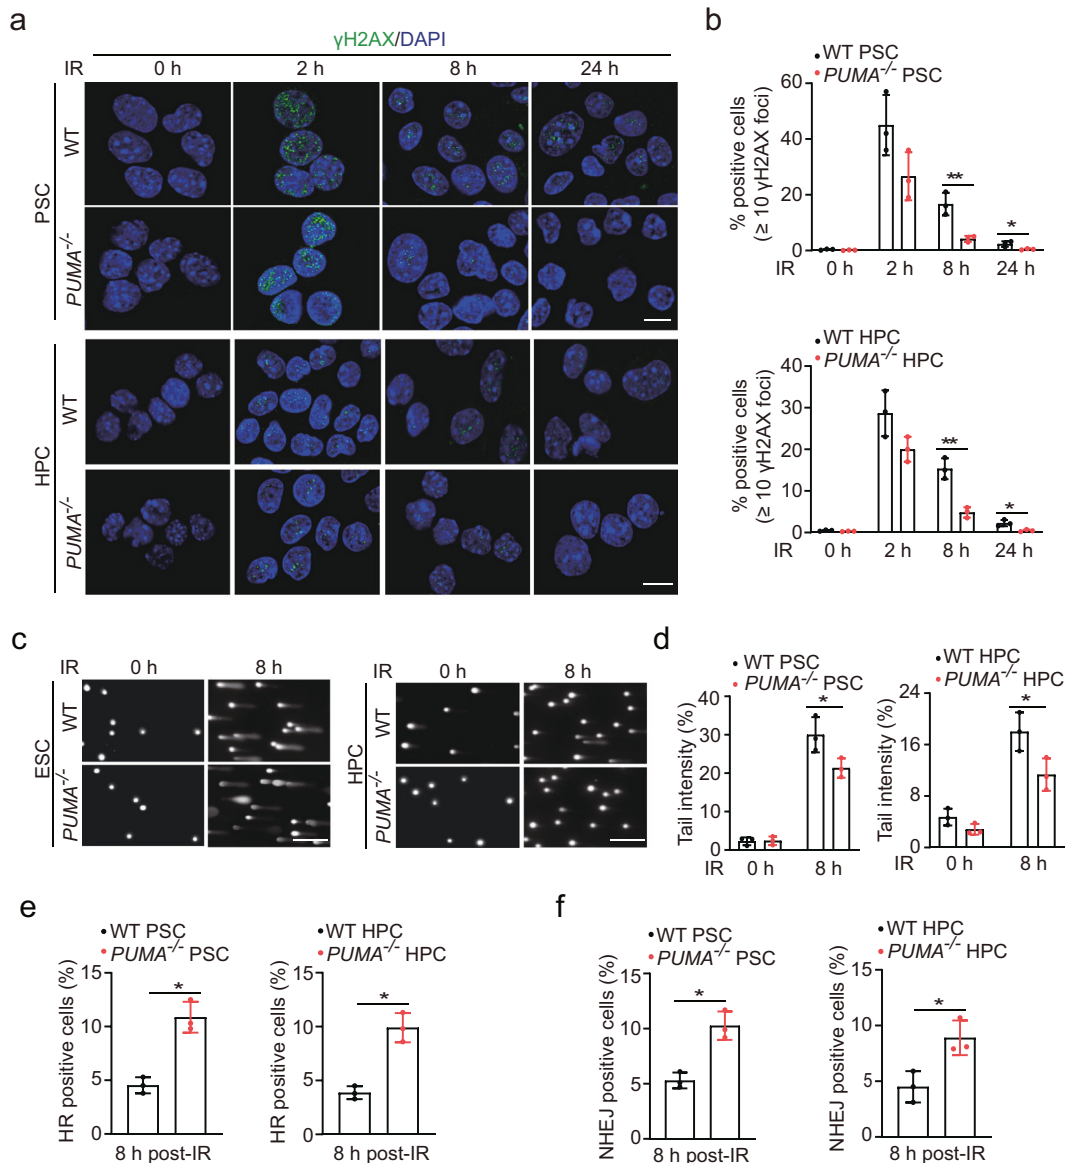 a
γH2AX/DAPI
IR 0 h 2 h 8 h 24 h
PSC
WT
PUMA-/-
HPC
WT
PUMA-/-
b
WT PSC
PUMA-/- PSC
% positive cells
(≥ 10 γH2AX foci)
60
40
20
0
** *
IR 0 h 2 h 8 h 24 h
WT HPC
PUMA-/- HPC
% positive cells
(≥ 10 γH2AX foci)
40
30
20
10
0
** *
IR 0 h 2 h 8 h 24 h
c
IR 0 h 8 h
ESC
WT
PUMA-/-
IR 0 h 8 h
HPC
WT
PUMA-/-
d
WT PSC
PUMA-/- PSC
Tail intensity (%)
40
30
20
10
0
*
IR 0 h 8 h
WT HPC
PUMA-/- HPC
Tail intensity (%)
24
16
8
0
*
IR 0 h 8 h
e
WT PSC
PUMA-/- PSC
HR positive cells (%)
15
10
5
0
*
8 h post-IR
WT HPC
PUMA-/- HPC
HR positive cells (%)
15
10
5
0
*
8 h post-IR
f
WT PSC
PUMA-/- PSC
NHEJ positive cells (%)
15
10
5
0
*
8 h post-IR
WT HPC
PUMA-/- HPC
NHEJ positive cells (%)
15
10
5
0
*
8 h post-IR